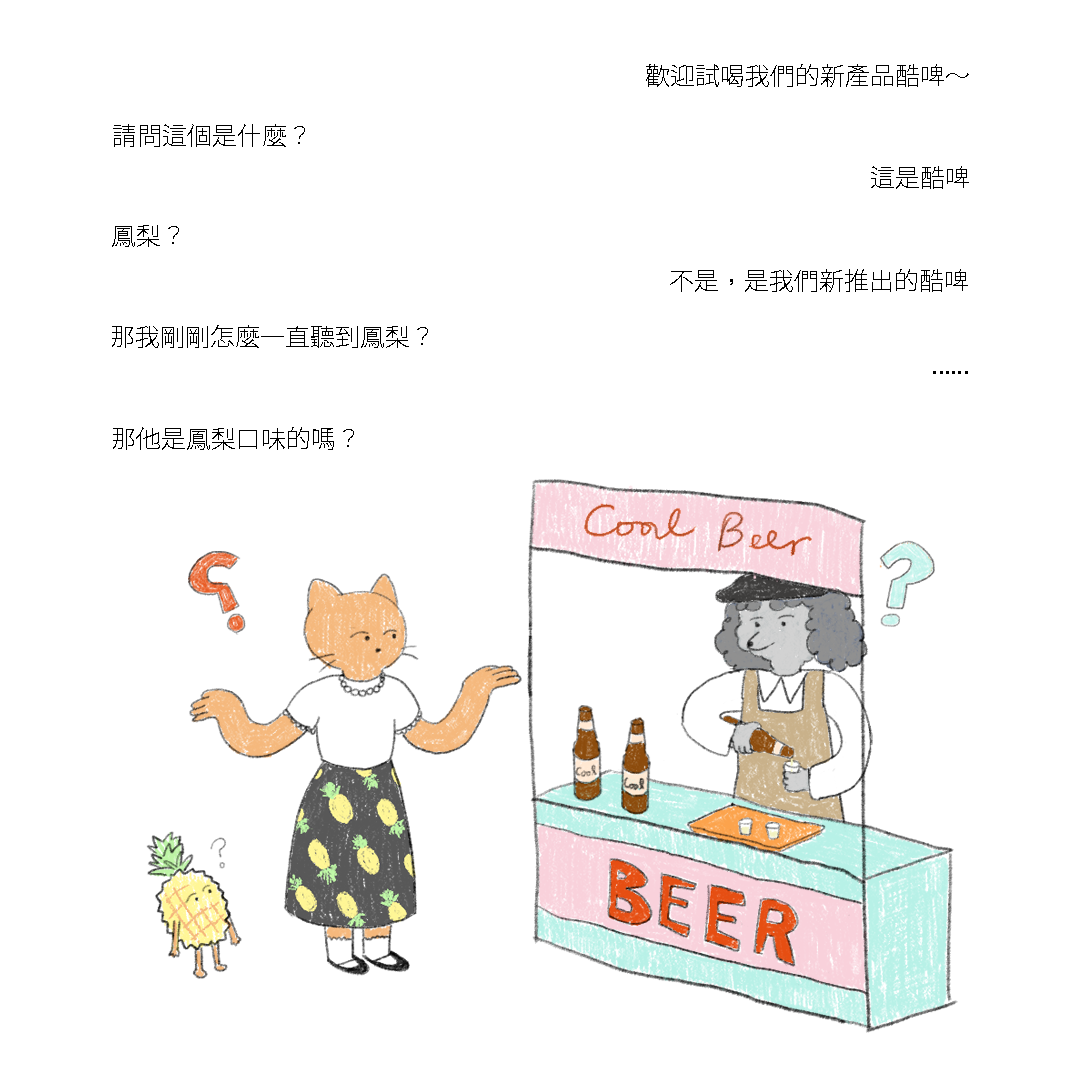 歡迎試喝我們的新產品酷啤～
請問這個是什麼？
這是酷啤
鳳梨？
不是，是我們新推出的酷啤
那我剛剛怎麼一直聽到鳳梨？
......
那他是鳳梨口味的嗎？
Cool Beer
?
?
Cool
Cool
?
BEER